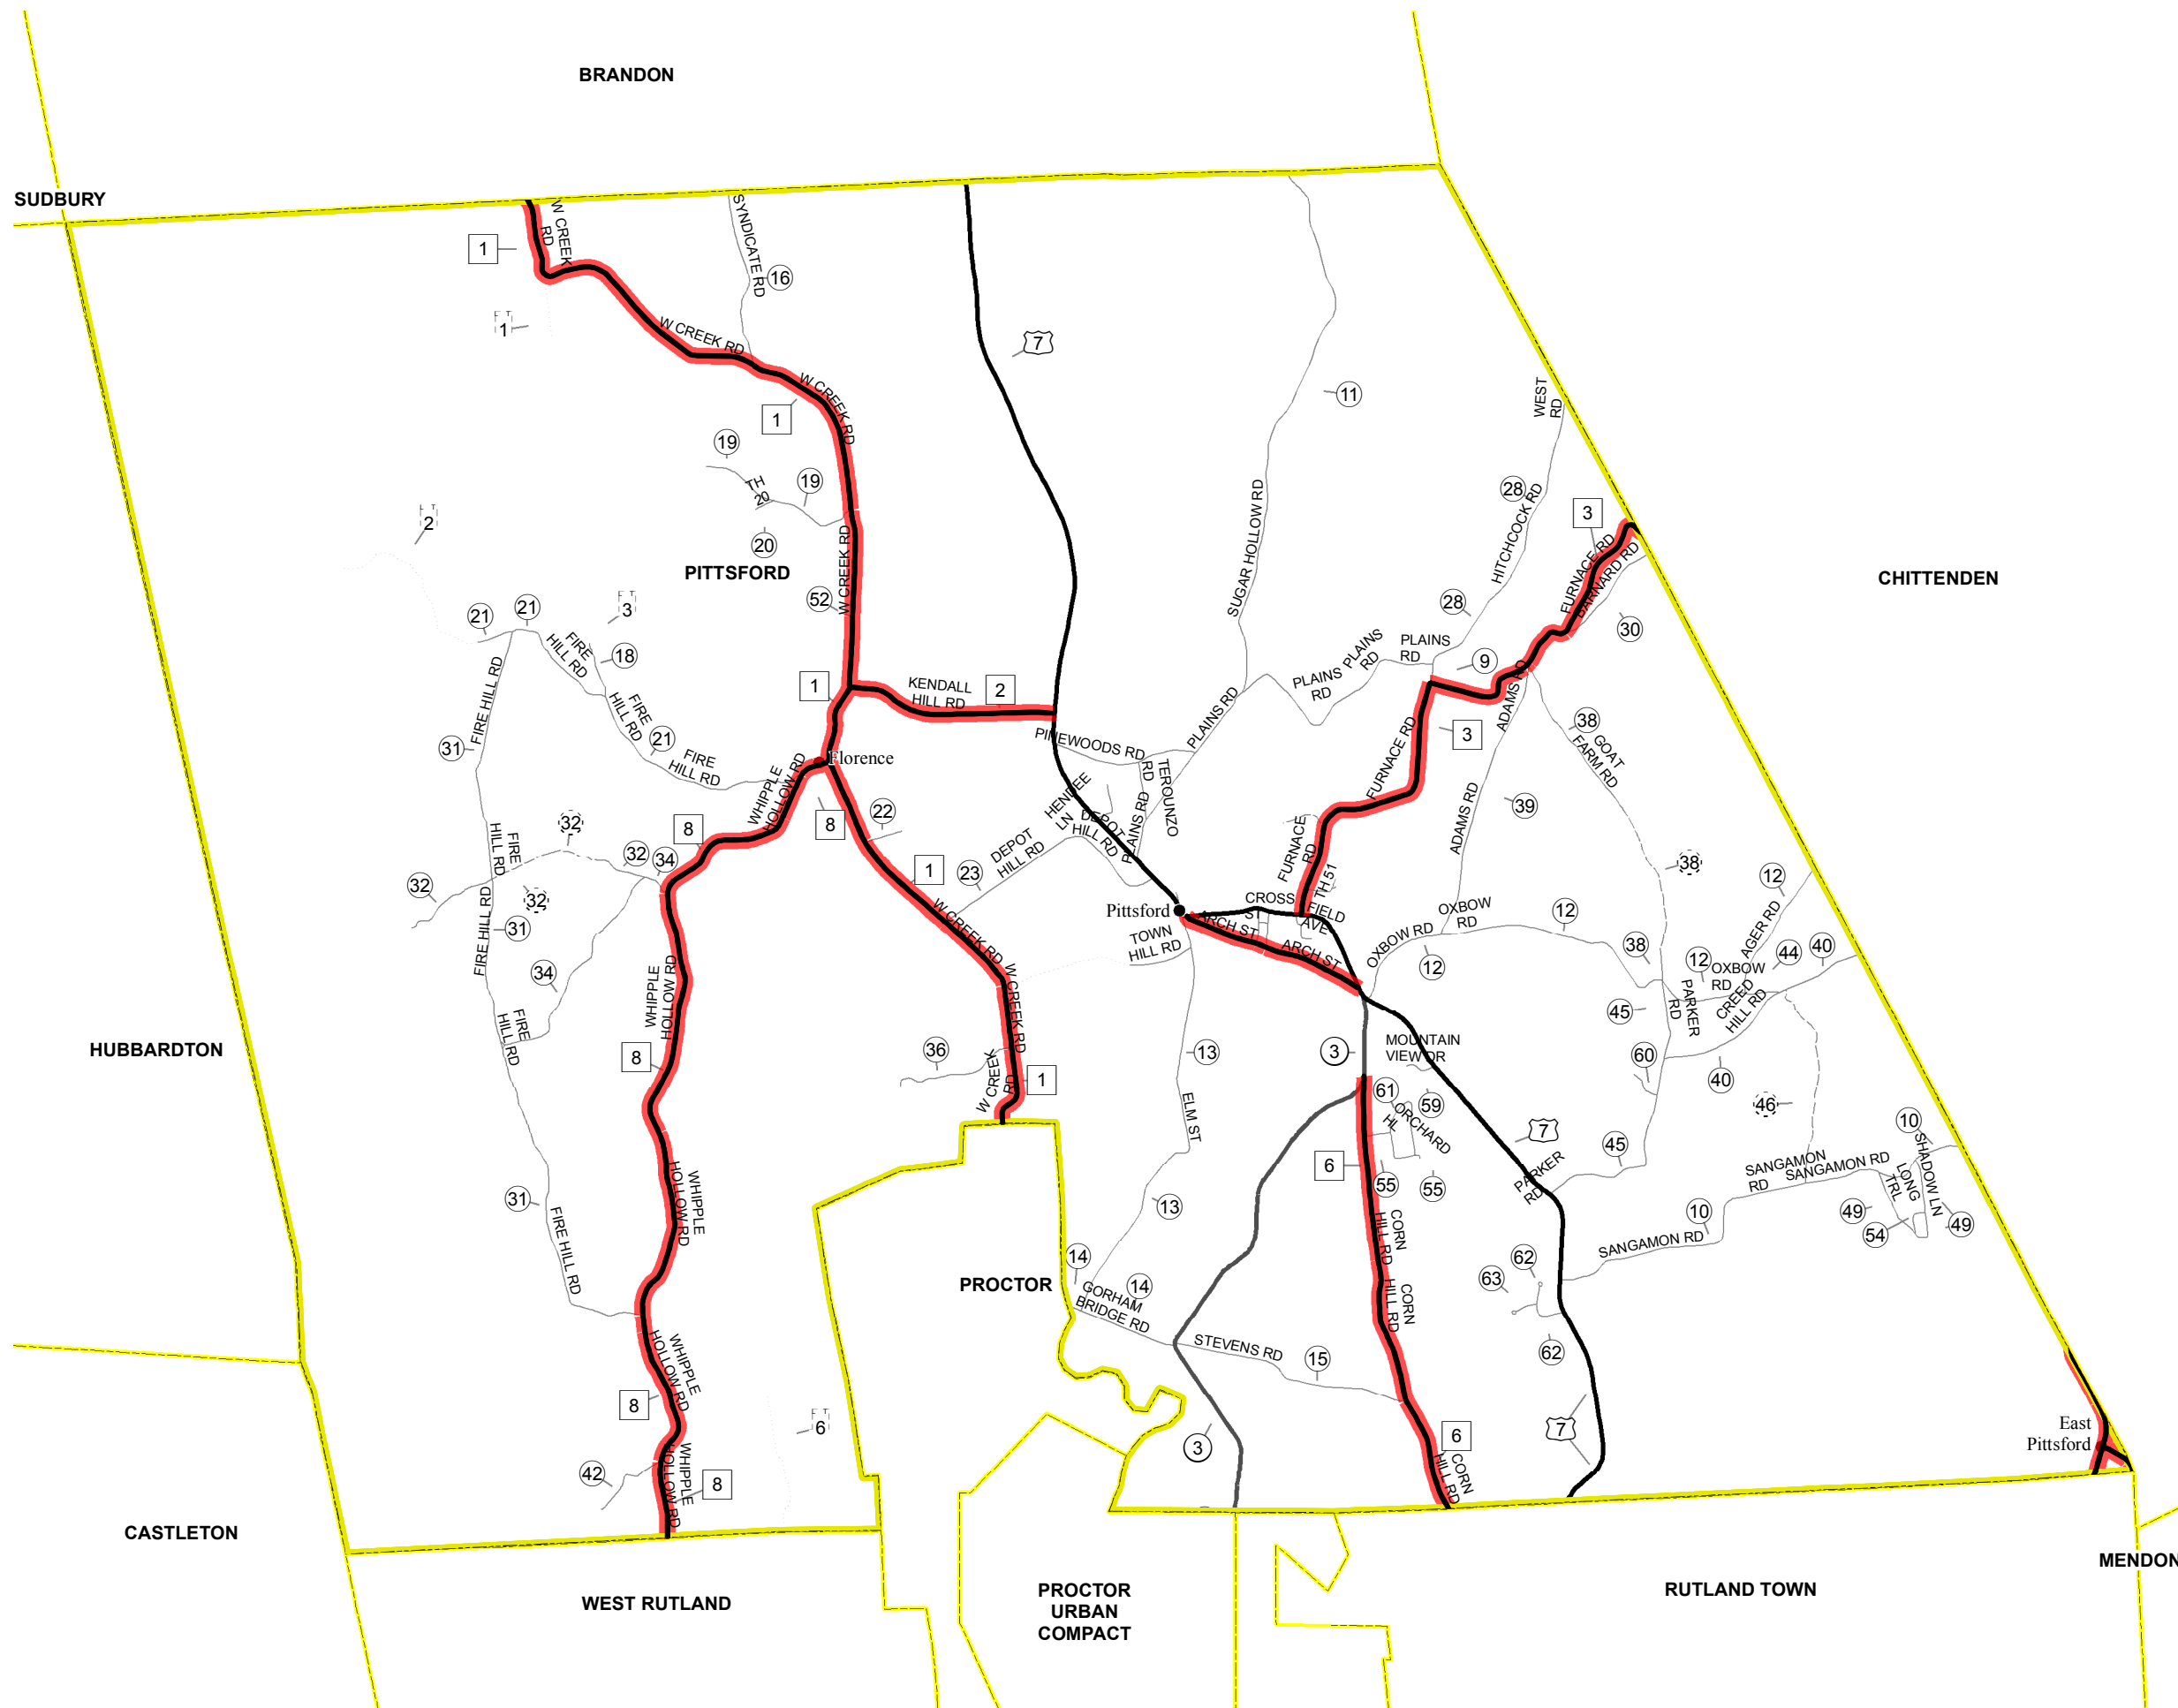 BRANDON
SUDBURY
W CREEK
RD
1
SYNDICATE RD
16
F T
1
W CREEK RD
7
W CREEK RD
1
11
WEST
RD
19
TH
20
19
20
28
HITCHCOCK RD
3
F T
2
PITTSFORD
W CREEK RD
52
SUGAR HOLLOW RD
FURNACE RD
BARNARD RD
CHITTENDEN
F T
3
21
21
FIRE
HILL RD
18
28
30
PLAINS
RD
PLAINS
RD
PLAINS
RD
9
FIRE HILL RD
31
FIRE
HILL RD
21
FIRE
HILL RD
1
KENDALL
HILL RD
2
PLAINS RD
FURNACE RD
3
ADAMS RD
38
GOAT
FARM RD
PINEWOODS RD
Florence
WHIPPLE
HOLLOW RD
8
8
22
HENDEE
LN
DEPOT
HILL RD
DEPOT
HILL RD
PLAINS RD
TEROUNZO
RD
39
ADAMS RD
FIRE
HILL RD
32
32
34
32
32
FIRE HILL RD
31
1
23
W CREEK RD
FURNACE
RD
TH 51
38
12
Pittsford
CROSS
ST
FIELD
AVE
ARCH ST
ARCH ST
TOWN
HILL RD
OXBOW RD
OXBOW
RD
12
12
38
12
AGER RD
OXBOW
RD
44
40
CREED
HILL RD
PARKER
RD
45
34
WHIPPLE
HOLLOW RD
FIRE
HILL RD
W CREEK RD
HUBBARDTON
8
36
W CREEK
RD
1
13
3
MOUNTAIN
VIEW DR
60
40
61
59
ORCHARD
HL
46
ELM ST
7
10
SHADOW LN
6
55
55
45
PARKER
RD
SANGAMON
RD
SANGAMON RD
LONG
TRL
WHIPPLE
HOLLOW RD
31
FIRE HILL RD
13
CORN
HILL RD
10
49
49
54
SANGAMON RD
PROCTOR
14
14
GORHAM
BRIDGE RD
62
63
CORN
HILL RD
STEVENS RD
15
62
WHIPPLE
HOLLOW RD
8
F T
6
3
6
CORN
HILL RD
7
East
Pittsford
42
WHIPPLE
HOLLOW RD
8
CASTLETON
MENDON
WEST RUTLAND
PROCTOR
URBAN
COMPACT
RUTLAND TOWN